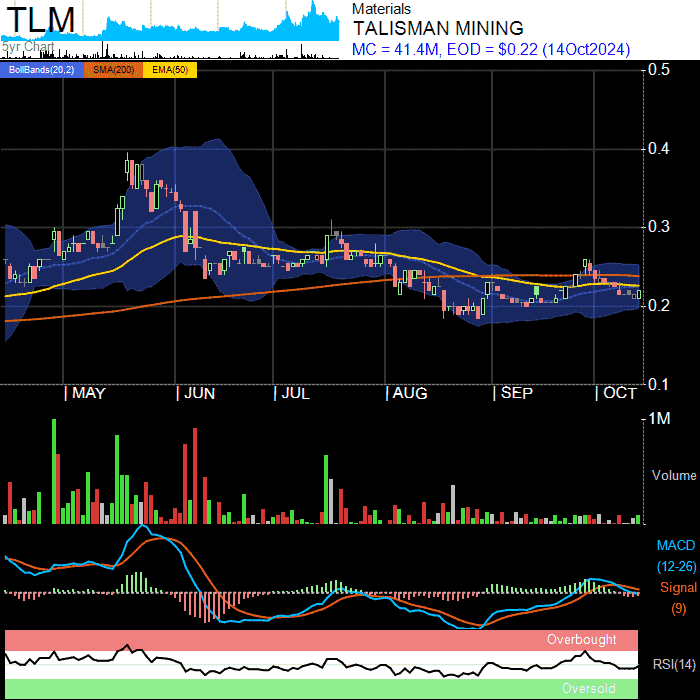 TLM
5yr Chart
Materials
TALISMAN MINING
MC = 41.4M, EOD = $0.22 (14Oct2024)
BollBands(20,2) SMA(200) EMA(50)
0.5
0.4
0.3
0.2
0.1
MAY JUN JUL AUG SEP OCT
1M
Volume
MACD
(12-26)
Signal
(9)
Overbought
RSI(14)
Oversold